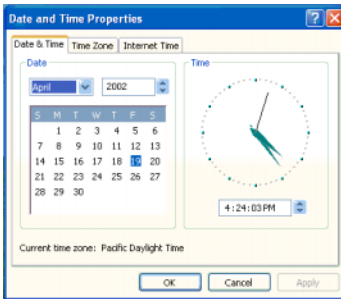 Date and Time Properties
Date & Time Time Zone Internet Time
Date
Time
April 2002
S M T W T F S
1 2 3 4 5 6
7 8 9 10 11 12 13
14 15 16 17 18 19 20
21 22 23 24 25 26 27
28 29 30
4:24:03 PM
Current time zone: Pacific Daylight Time
OK Cancel Apply